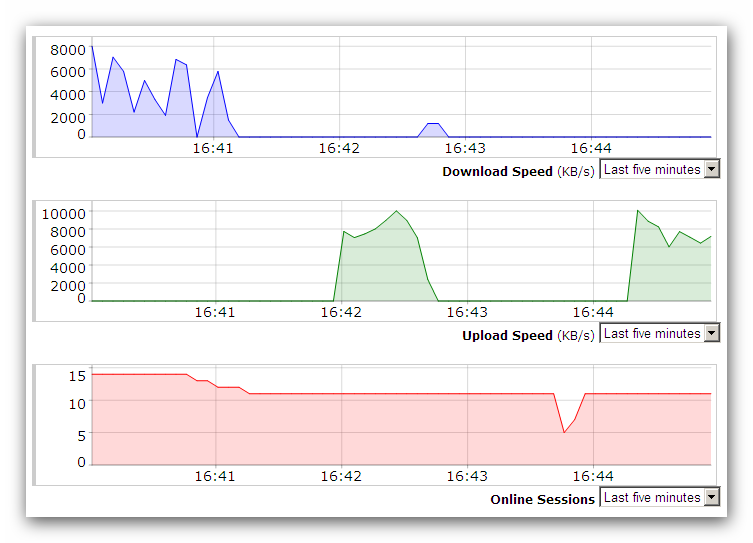 8000
6000
4000
2000
0
16:41 16:42 16:43 16:44
Download Speed (KB/s) Last five minutes
10000
8000
6000
4000
2000
0
16:41 16:42 16:43 16:44
Upload Speed (KB/s) Last five minutes
15
10
5
0
16:41 16:42 16:43 16:44
Online Sessions Last five minutes